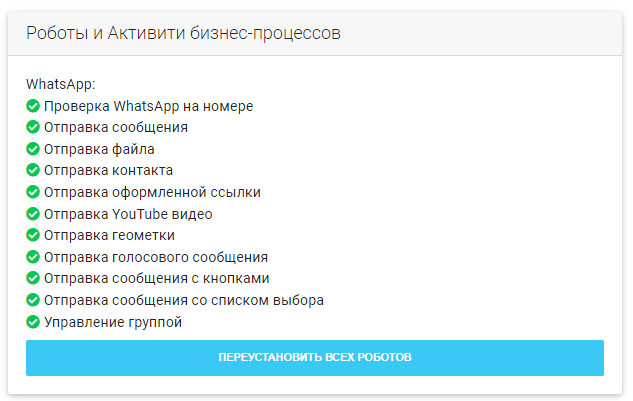 Роботы и Активити бизнес-процессов
WhatsApp:
Проверка WhatsApp на номере
Отправка сообщения
Отправка файла
Отправка контакта
Отправка оформленной ссылки
Отправка YouTube видео
Отправка геометки
Отправка голосового сообщения
Отправка сообщения с кнопками
Отправка сообщения со списком выбора
Управление группой
ПЕРЕУСТАНОВИТЬ ВСЕХ РОБОТОВ